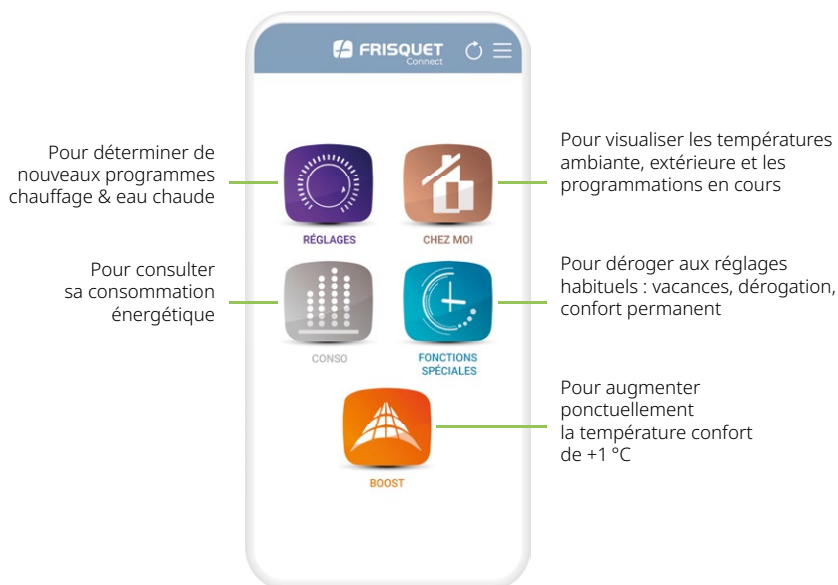 FRISQUET
Connect
Pour déterminer de
nouveaux programmes
chauffage & eau chaude
RÉGLAGES
CHEZ MOI
Pour visualiser les températures
ambiante, extérieure et les
programmations en cours
Pour consulter
sa consommation
énergétique
CONSO
FONCTIONS
SPÉCIALES
Pour déroger aux réglages
habituels : vacances, dérogation,
confort permanent
BOOST
Pour augmenter
ponctuellement
la température confort
de +1 °C